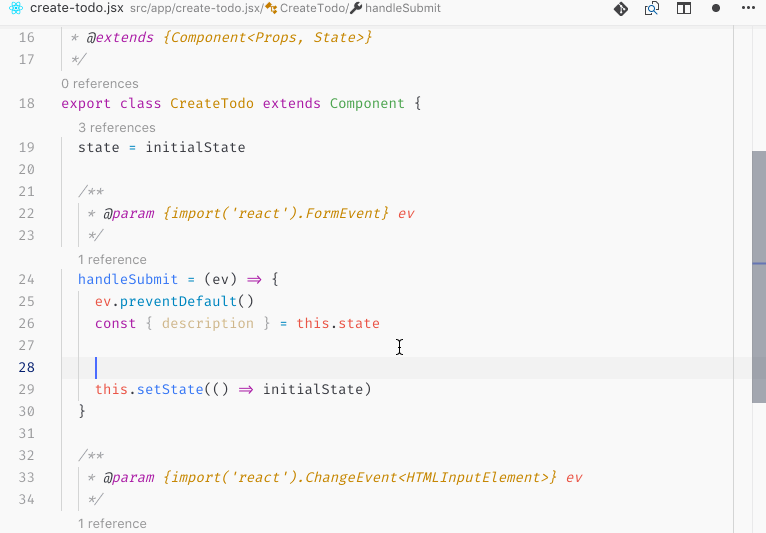 create-todo.jsx src/app/create-todo.jsx/CreateTodo/handleSubmit
16 * @extends {Component<Props, State>}
17 */
0 references
18 export class CreateTodo extends Component {
3 references
19 state = initialState
20
21 /**
22 * @param {import('react').FormEvent} ev
23 */
1 reference
24 handleSubmit = (ev) => {
25 ev.preventDefault()
26 const { description } = this.state
27
28
29 this.setState(() => initialState)
30 }
31
32 /**
33 * @param {import('react').ChangeEvent<HTMLInputElement>} ev
34 */
1 reference